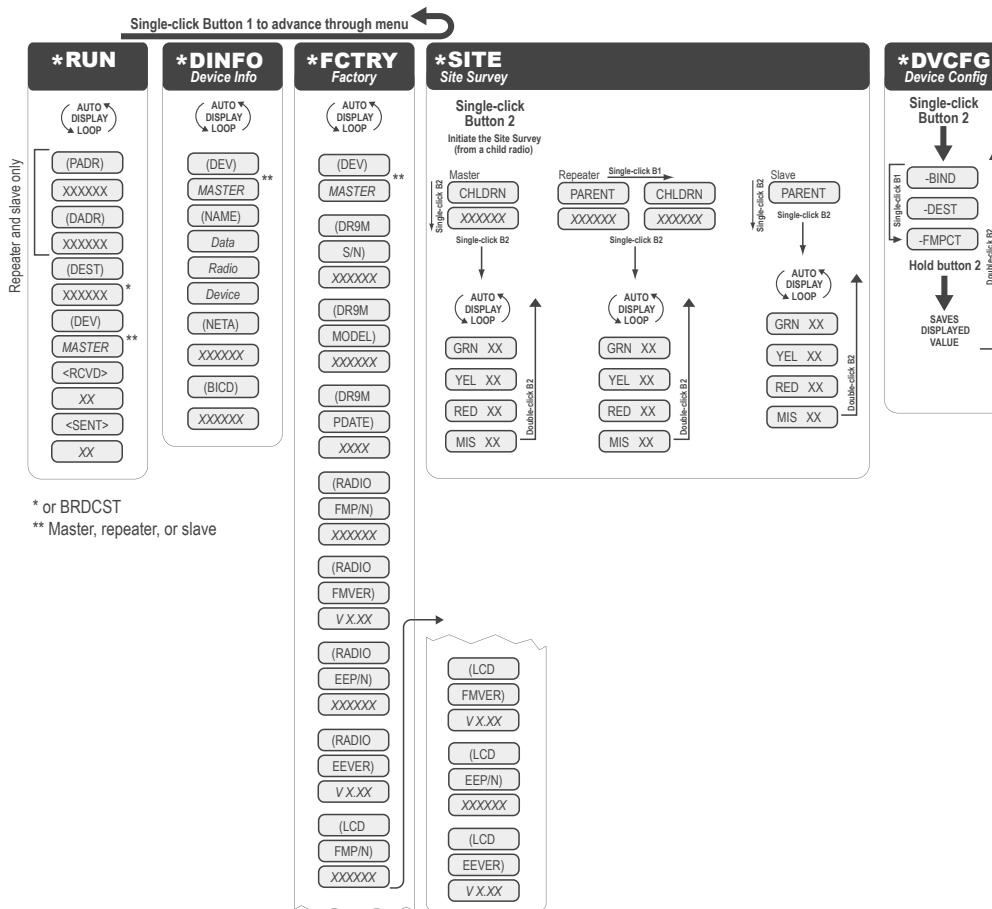 Single-click Button 1 to advance through menu
*RUN
AUTO
DISPLAY
LOOP
Repeater and slave only
(PADR)
XXXXXX
(DADR)
XXXXXX
(DEST)
XXXXXX *
(DEV)
MASTER **
<RCVD>
XX
<SENT>
XX
* or BRDCST
** Master, repeater, or slave
*DINFO
Device Info
AUTO
DISPLAY
LOOP
(DEV)
MASTER **
(NAME)
Data
Radio
Device
(NETA)
XXXXXX
(BICD)
XXXXXX
*FCTRY
Factory
AUTO
DISPLAY
LOOP
(DEV)
MASTER **
(DR9M
S/N)
XXXXXX
(DR9M
MODEL)
XXXXXX
(DR9M
PDATE)
XXXX
(RADIO
FMP/N)
XXXXXX
(RADIO
FMVER)
V X.XX
(RADIO
EEP/N)
XXXXXX
(RADIO
EEVER)
V X.XX
(LCD
FMP/N)
XXXXXX
(LCD
FMVER)
V X.XX
(LCD
EEP/N)
XXXXXX
(LCD
EEVER)
V X.XX
*SITE
Site Survey
Single-click
Button 2
Initiate the Site Survey
(from a child radio)
Master
Single-click B2
CHLDRN
XXXXXX
Single-click B2
AUTO
DISPLAY
LOOP
GRN XX
YEL XX
RED XX
MIS XX
Double-click B2
Repeater
Single-click B1
PARENT
CHLDRN
XXXXXX
XXXXXX
Single-click B2
AUTO
DISPLAY
LOOP
GRN XX
YEL XX
RED XX
MIS XX
Double-click B2
Slave
Single-click B2
PARENT
Single-click B2
AUTO
DISPLAY
LOOP
GRN XX
YEL XX
RED XX
MIS XX
Double-click B2
*DVCFG
Device Config
Single-click
Button 2
Single-click B1
-BIND
-DEST
-FMPCT
Hold button 2
SAVES
DISPLAYED
VALUE
Double-click B2